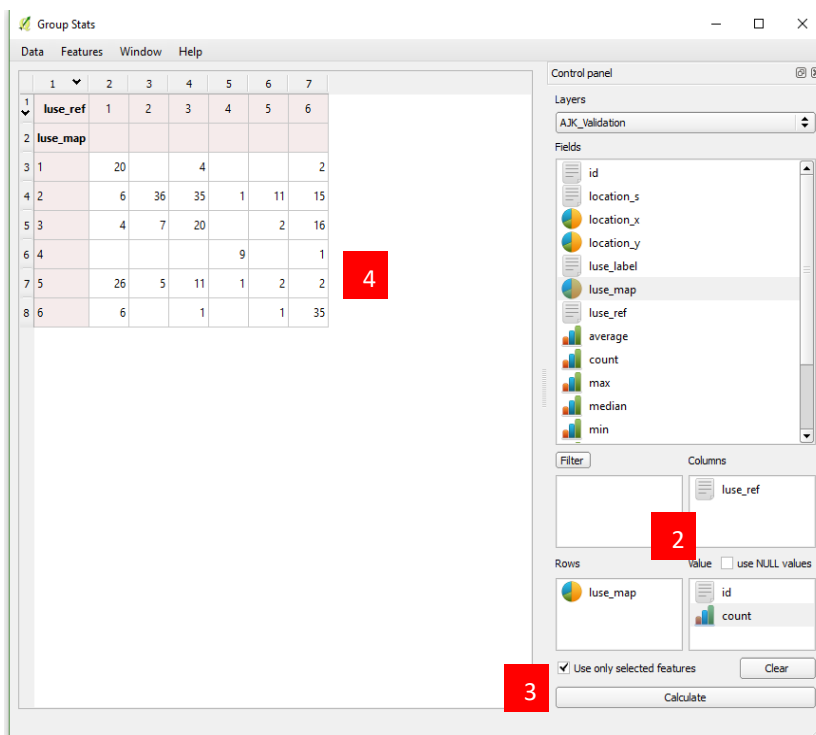 Group Stats
Data Features Window Help
1 2 3 4 5 6 7
1 luse_ref 1 2 3 4 5 6
2 luse_map
3 1 20 4 2
4 2 6 36 35 1 11 15
5 3 4 7 20 2 16
6 4 9 1
7 5 26 5 11 1 2 2
8 6 6 1 1 35
4
Control panel
Layers
AJK_Validation
Fields
id
location_s
location_x
location_y
luse_label
luse_map
luse_ref
average
count
max
median
min
Filter Columns
luse_ref
2
Rows Value use NULL values
luse_map id
count
Use only selected features Clear
3
Calculate